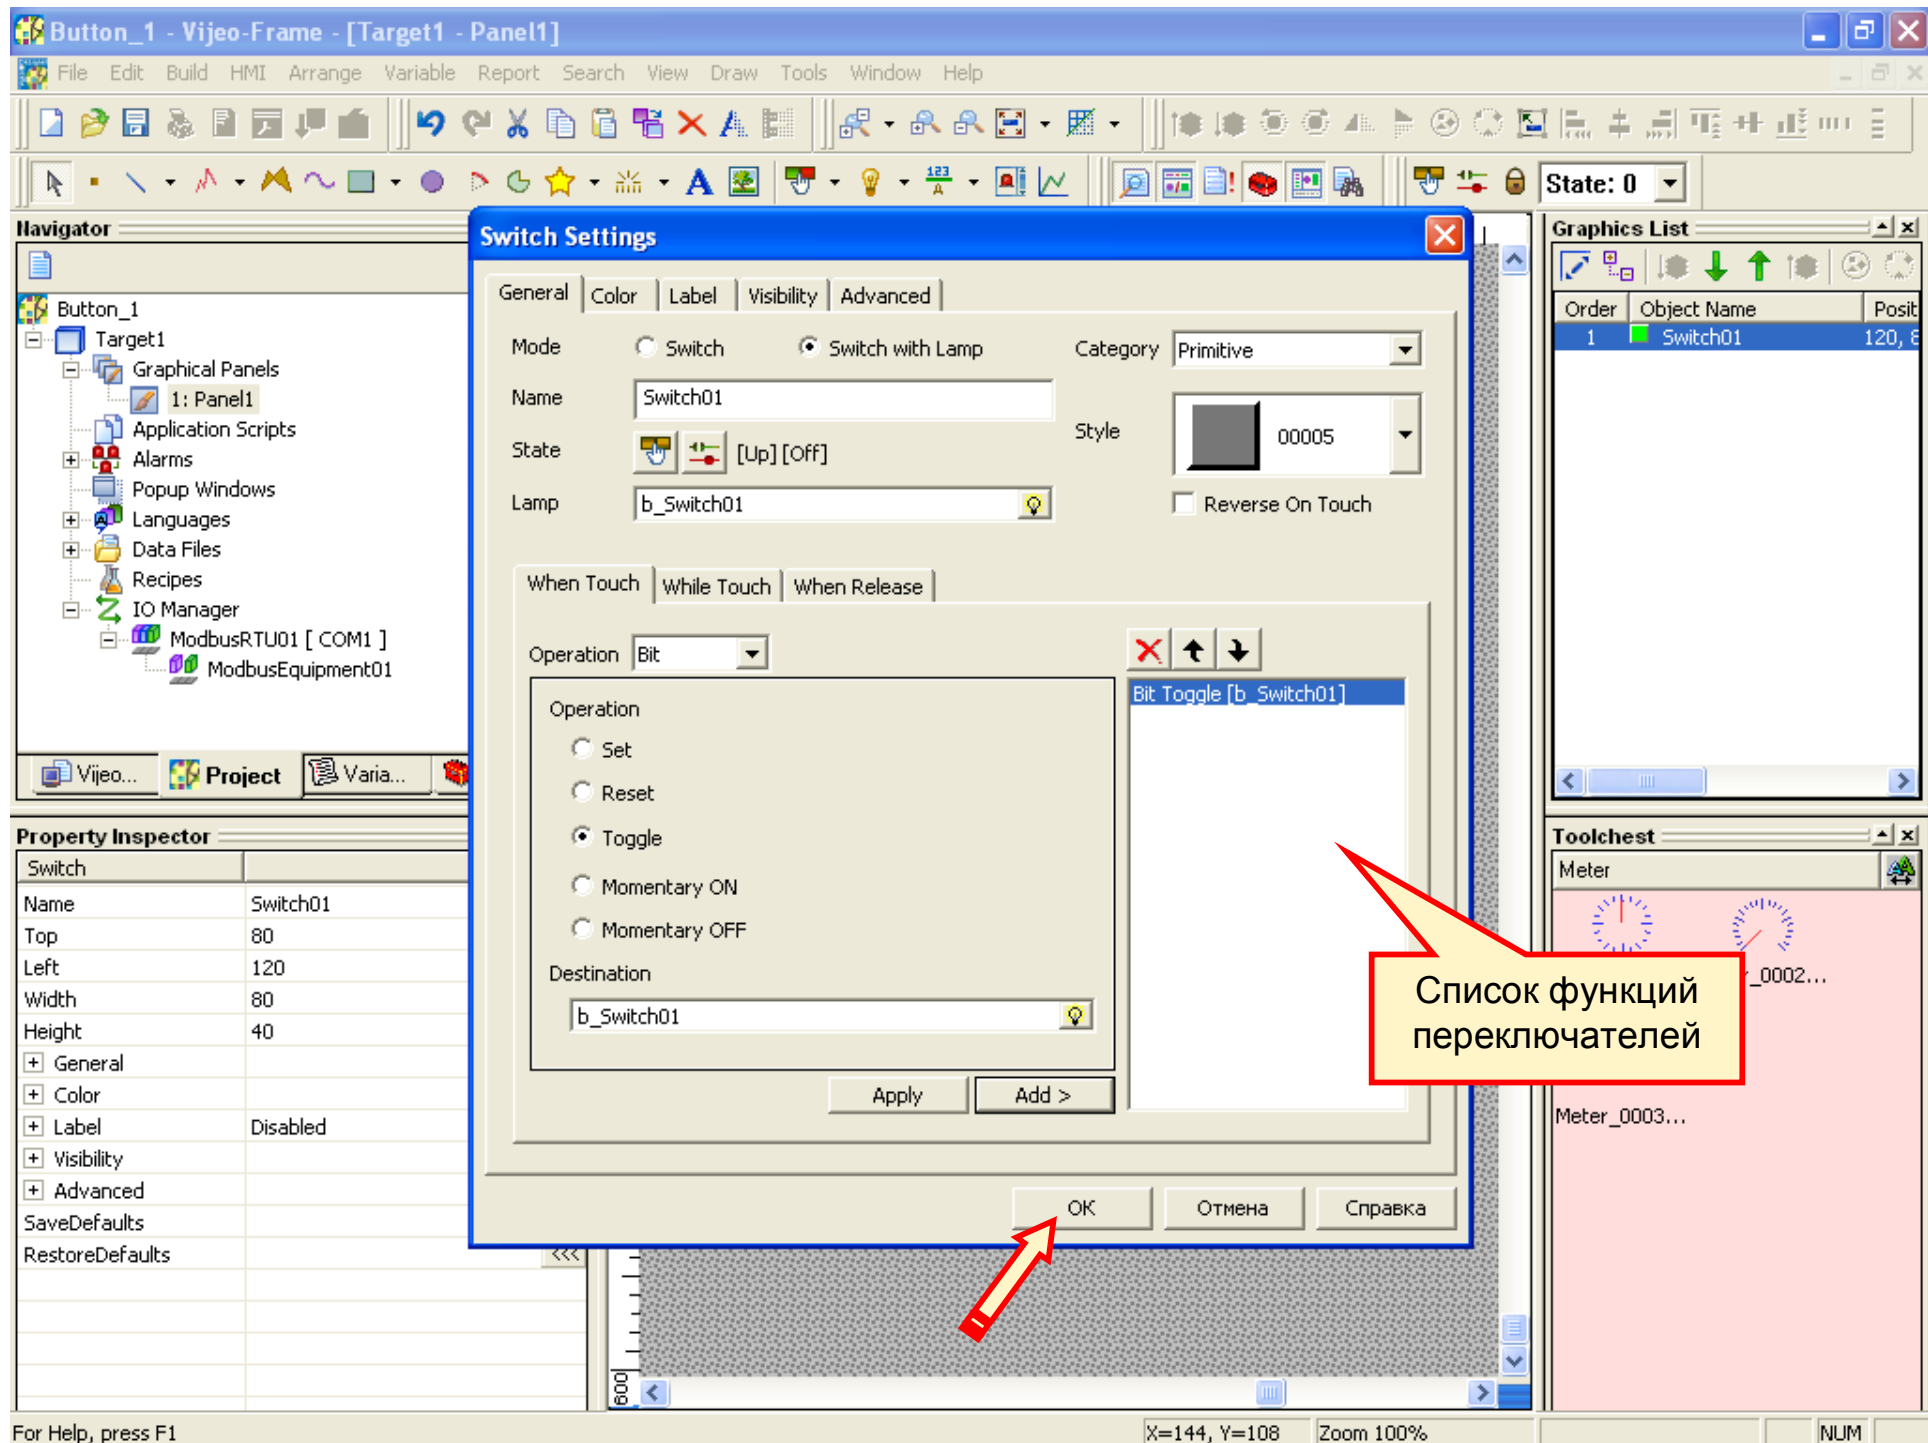 Button_1 - Vijeo-Frame - [Target1 - Panel1]
File Edit Build HMI Arrange Variable Report Search View Draw Tools Window Help
State: 0
Navigator
Button_1
Target1
Graphical Panels
1: Panel1
Application Scripts
Alarms
Popup Windows
Languages
Data Files
Recipes
IO Manager
ModbusRTU01 [ COM1 ]
ModbusEquipment01
Vijeo... Project Varia...
Property Inspector
Switch
Name Switch01
Top 80
Left 120
Width 80
Height 40
General
Color
Label Disabled
Visibility
Advanced
SaveDefaults
RestoreDefaults <<<
Switch Settings
General Color Label Visibility Advanced
Mode Switch Switch with Lamp Category Primitive
Name Switch01
Style 00005
State [Up] [Off]
Lamp b_Switch01 Reverse On Touch
When Touch While Touch When Release
Operation Bit
Bit Toggle [b_Switch01]
Operation
Set
Reset
Toggle
Momentary ON
Momentary OFF
Destination
b_Switch01
Apply Add >
OK Отмена Справка
Список функций
переключателей
600
Graphics List
Order Object Name Posit
1 Switch01 120, 8
Toolchest
Meter
_0002...
Meter_0003...
For Help, press F1 X=144, Y=108 Zoom 100% NUM